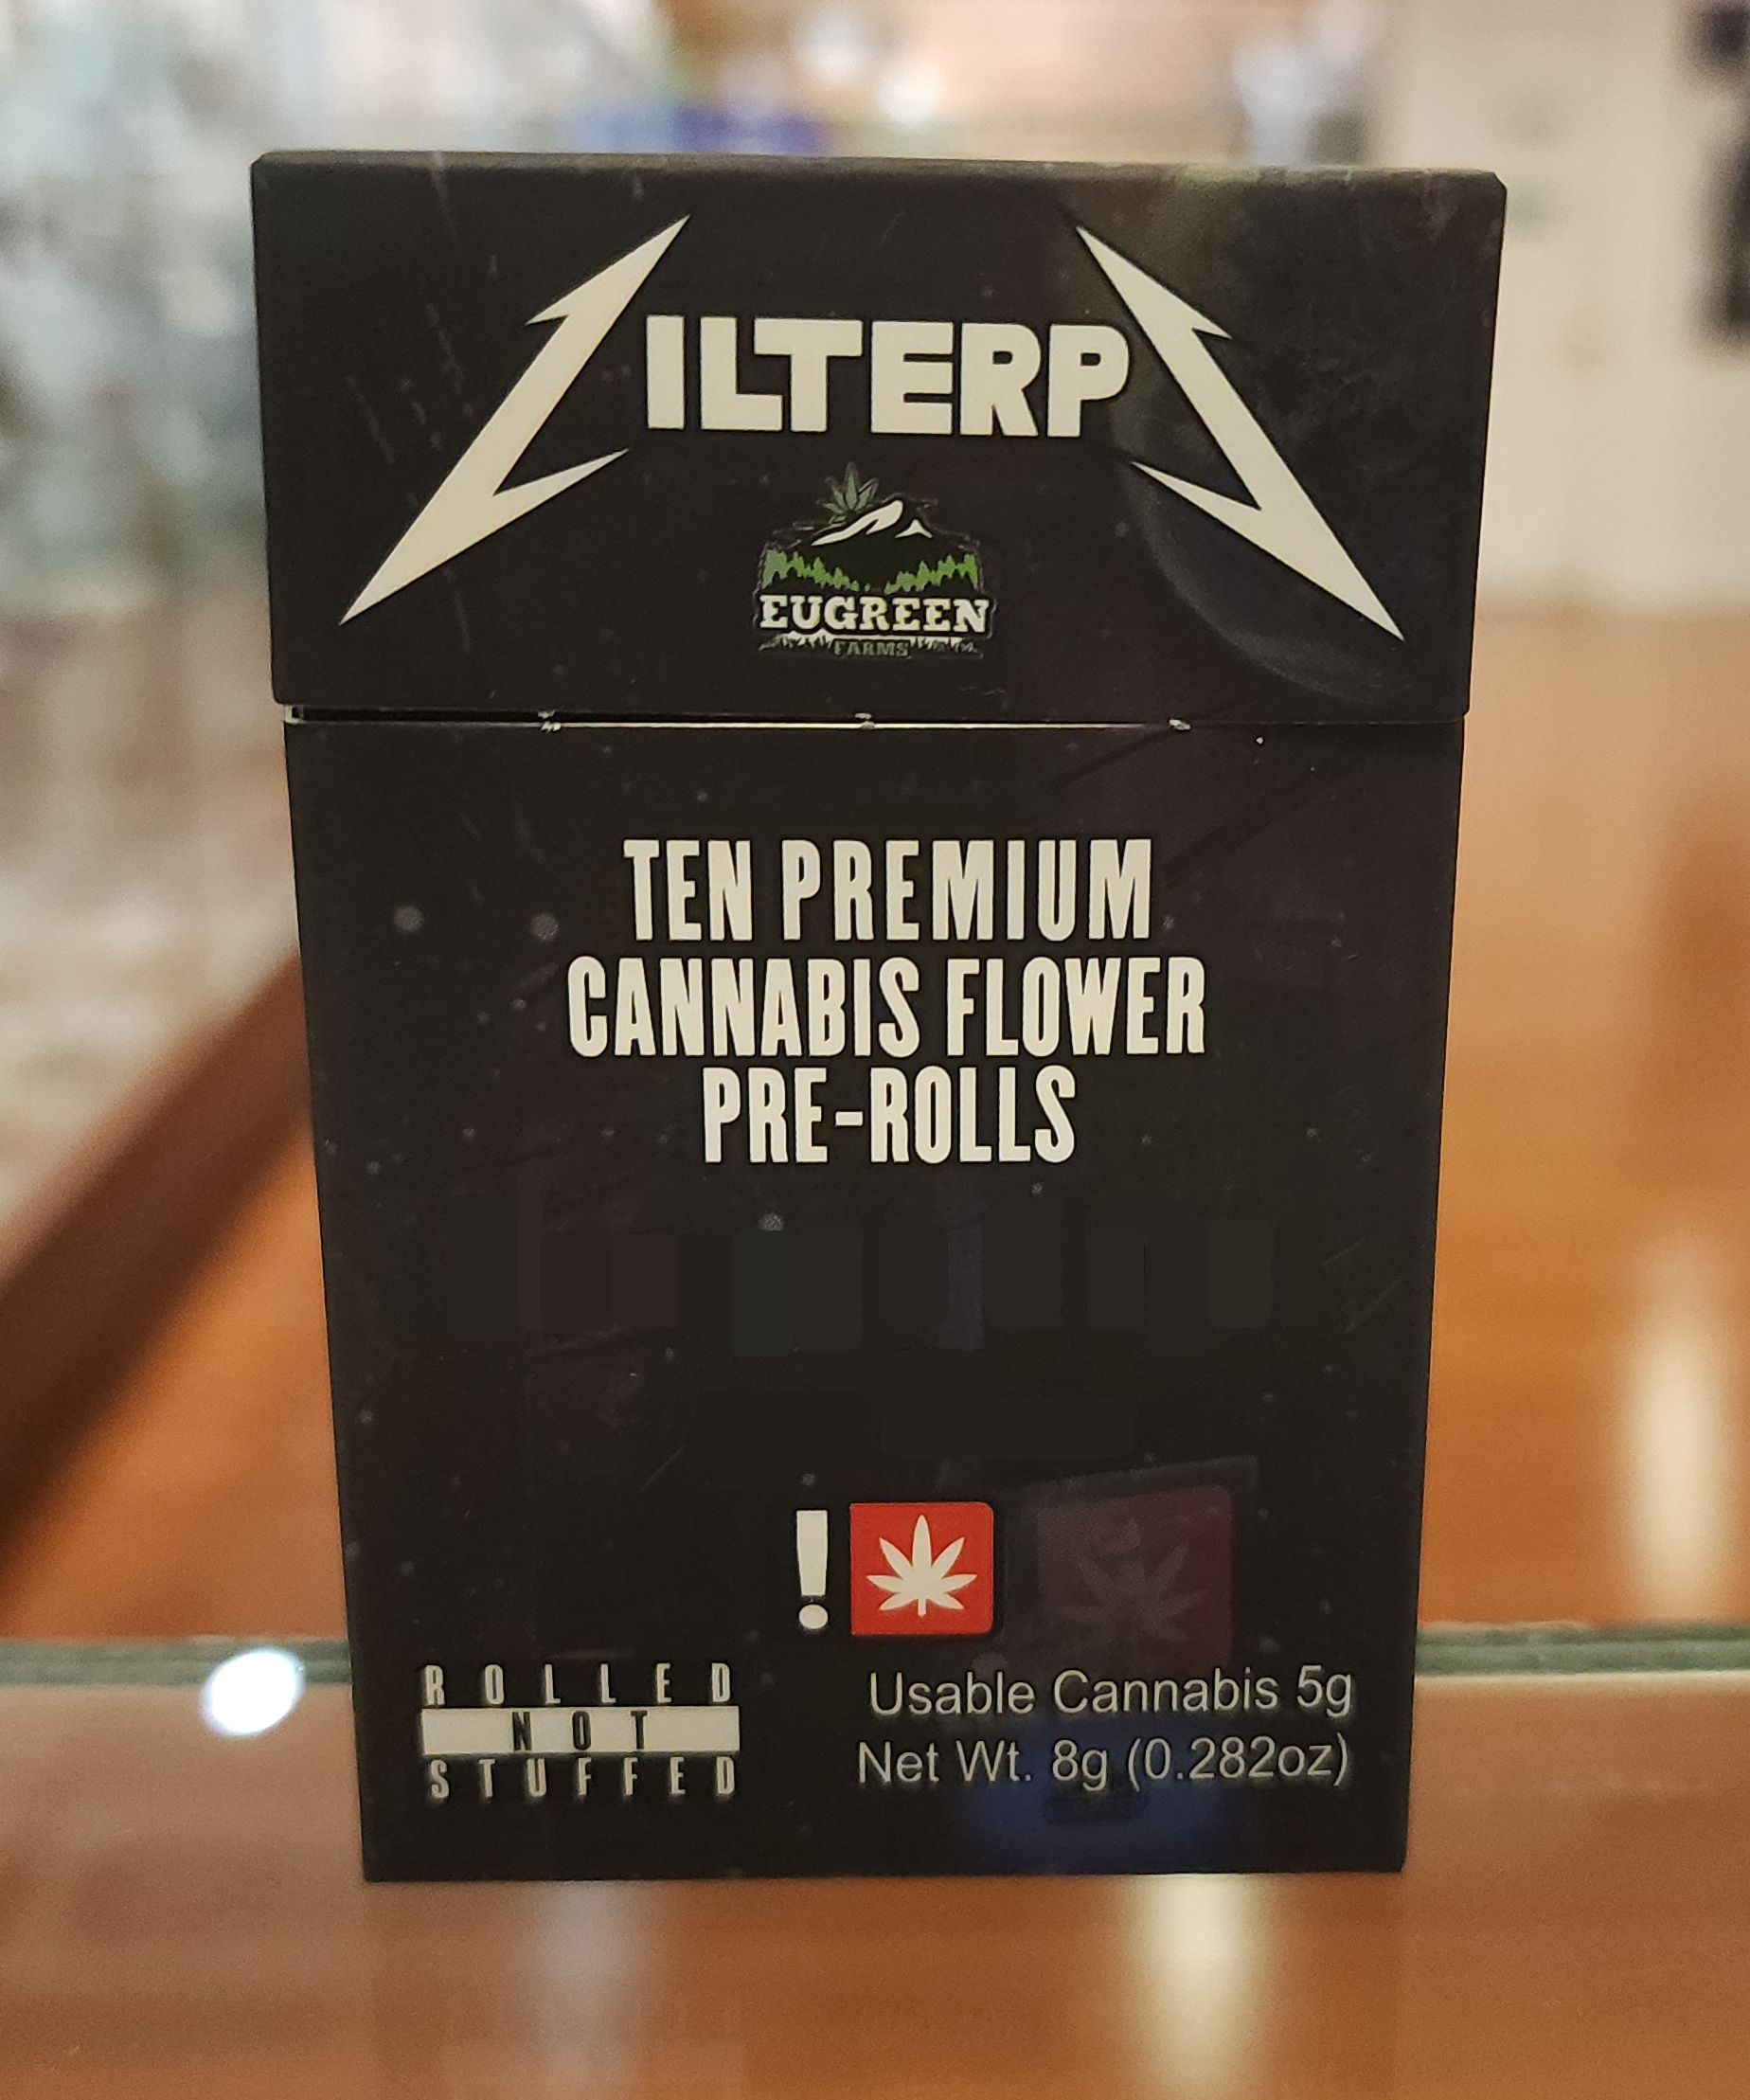 LILTERPS
EUGREEN
FARMS
TEN PREMIUM
CANNABIS FLOWER
PRE-ROLLS
!
ROLLED
NOT
STUFFED
Usable Cannabis 5g
Net Wt. 8g (0.282oz)